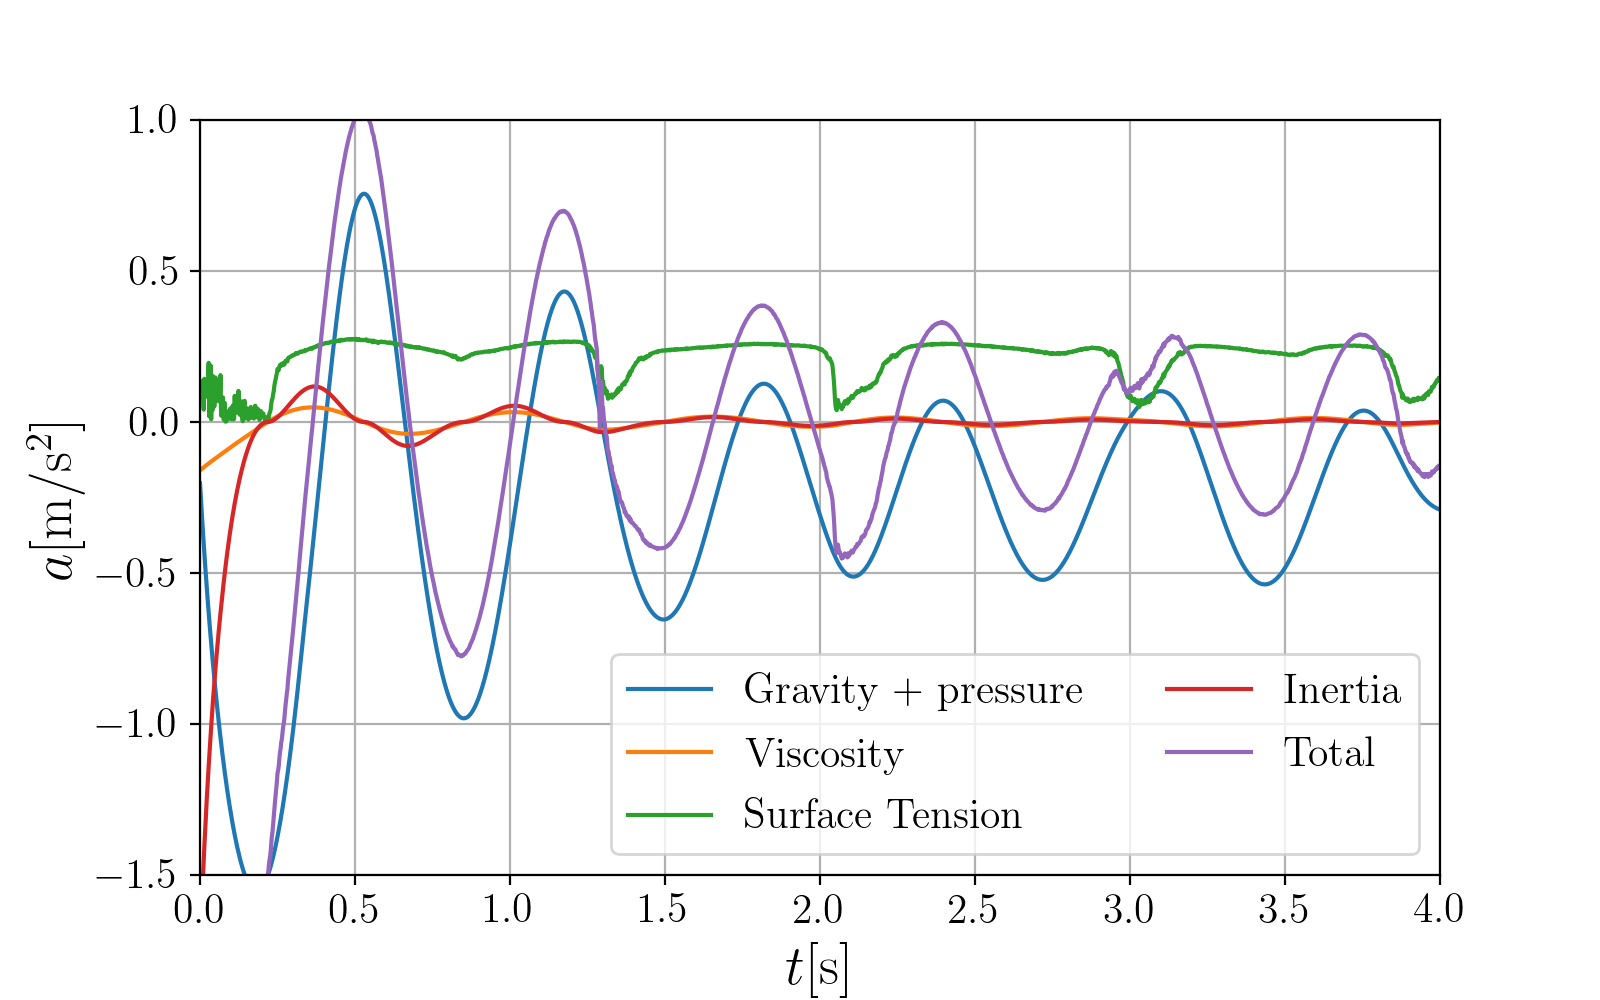 1.0
0.5
0.0
−0.5
−1.0
−1.5
a[m/s²]
0.0 0.5 1.0 1.5 2.0 2.5 3.0 3.5 4.0
t[s]
Gravity + pressure
Viscosity
Surface Tension
Inertia
Total